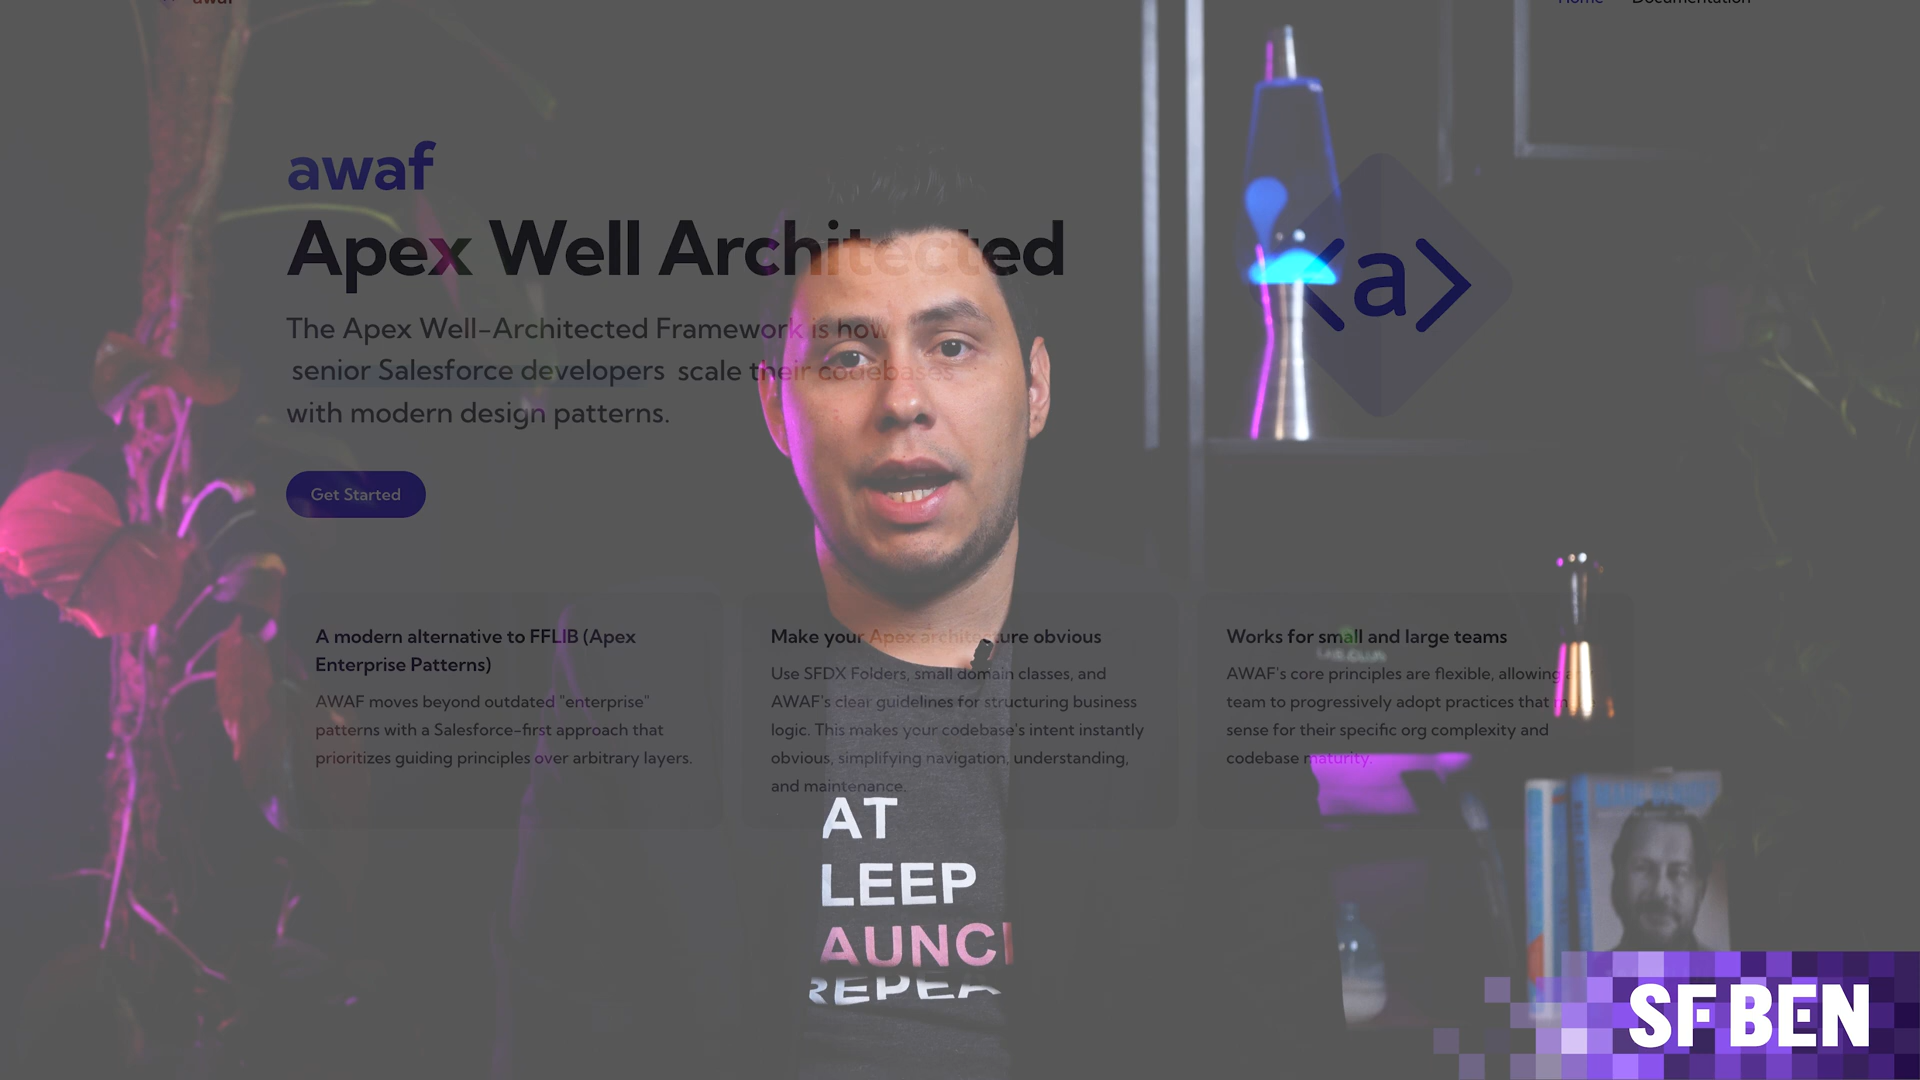 awaf
Home Documentation
awaf
Apex Well Architected
<a>
The Apex Well-Architected Framework is how
senior Salesforce developers scale their codebases
with modern design patterns.
Get Started
A modern alternative to FFLIB (Apex
Enterprise Patterns)
AWAF moves beyond outdated "enterprise"
patterns with a Salesforce-first approach that
prioritizes guiding principles over arbitrary layers.
Make your Apex architecture obvious
Use SFDX Folders, small domain classes, and
AWAF's clear guidelines for structuring business
logic. This makes your codebase's intent instantly
obvious, simplifying navigation, understanding,
and maintenance.
Works for small and large teams
AWAF's core principles are flexible, allowing
team to progressively adopt practices that
sense for their specific org complexity and
codebase maturity.
AT
LEEP
AUNC
REPEA
SF BEN